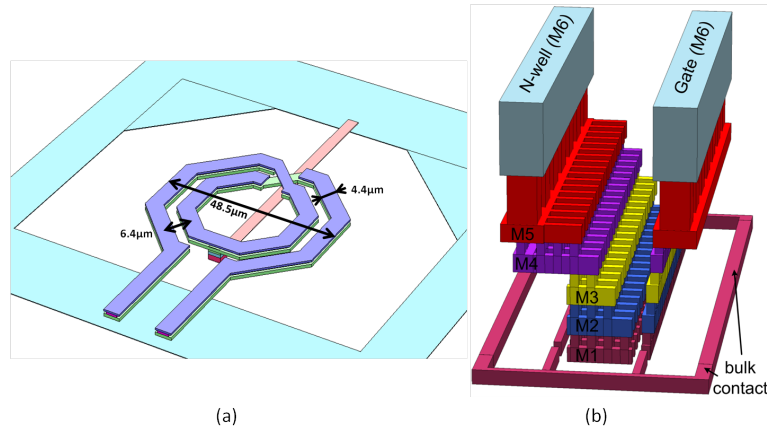 4.4μm
48.5μm
6.4μm
(a)
N-well (M6)
Gate (M6)
M5
M4
M3
M2
M1
bulk
contact
(b)